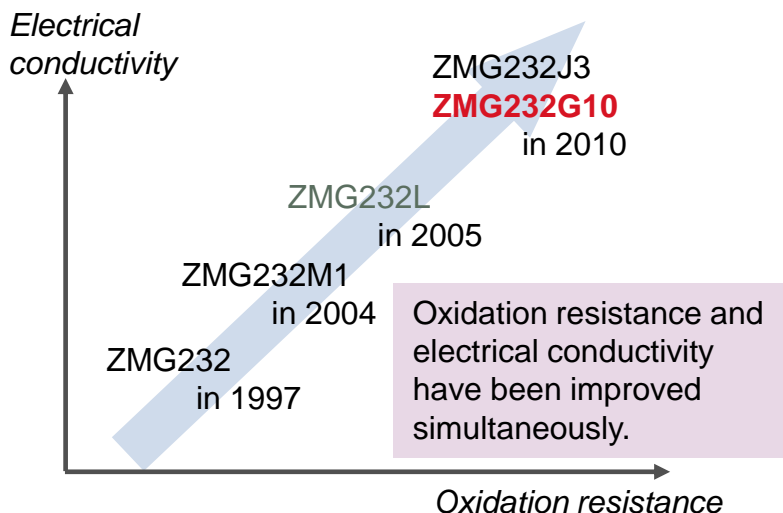 Electrical
conductivity
ZMG232J3
ZMG232G10
in 2010
ZMG232L
in 2005
ZMG232M1
in 2004
ZMG232
in 1997
Oxidation resistance and
electrical conductivity
have been improved
simultaneously.
Oxidation resistance